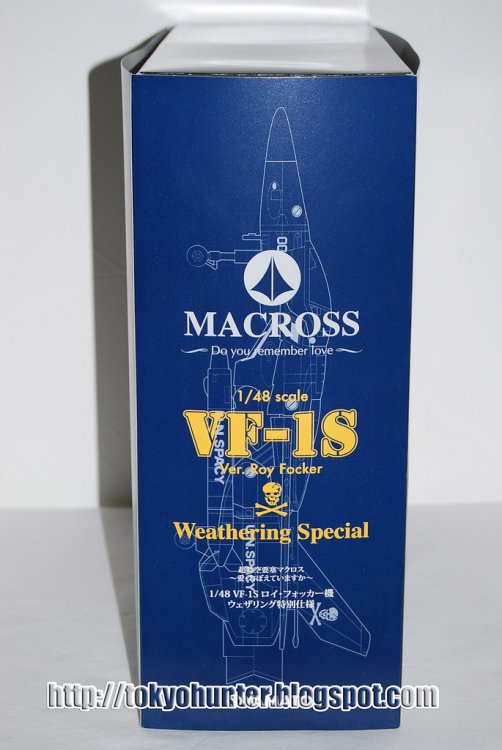 MACROSS
Do you remember love
1/48 scale
VF-1S
Ver. Roy Focker
Weathering Special
超時空要塞マクロス
～愛・おぼえていますか～
1/48 VF-1S ロイ・フォッカー機
ウェザリング特別仕様
U.N.SPACY
U.N.SPACY
http://tokyohunter.blogspot.com